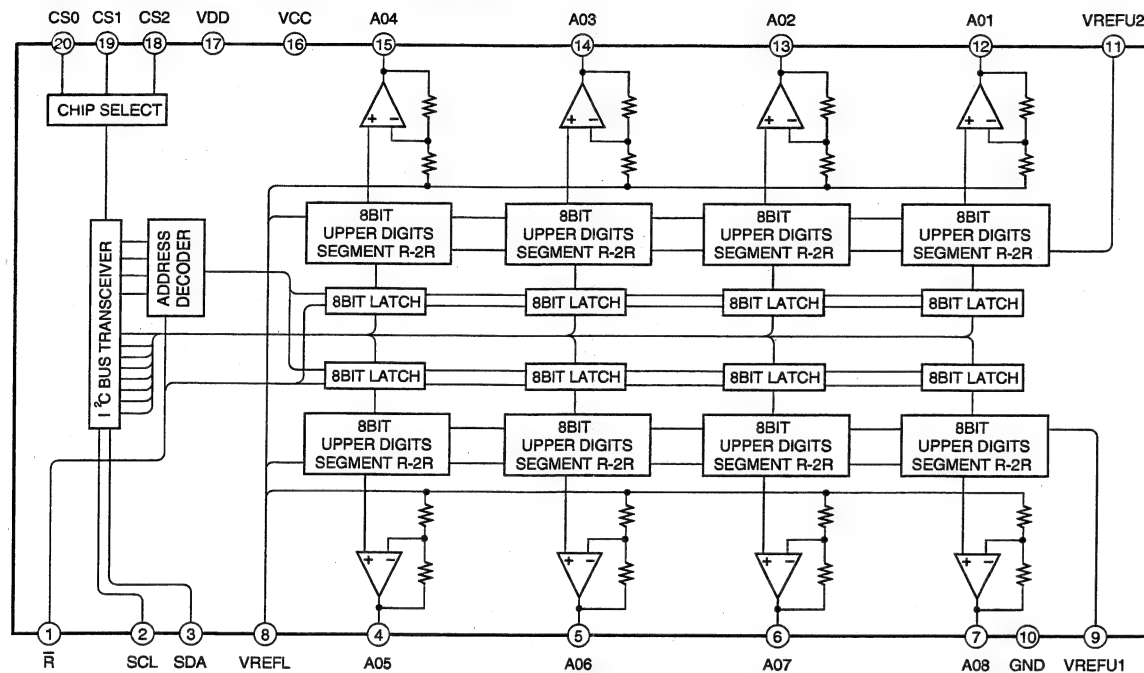 CS0 CS1 CS2 VDD VCC A04 A03 A02 A01 VREFU2
20 19 18 17 16 15 14 13 12 11
CHIP SELECT
+ − + − + − + −
8BIT
UPPER DIGITS
SEGMENT R-2R
8BIT
UPPER DIGITS
SEGMENT R-2R
8BIT
UPPER DIGITS
SEGMENT R-2R
8BIT
UPPER DIGITS
SEGMENT R-2R
I²C BUS TRANSCEIVER
ADDRESS
DECODER
8BIT LATCH 8BIT LATCH 8BIT LATCH 8BIT LATCH
8BIT LATCH 8BIT LATCH 8BIT LATCH 8BIT LATCH
8BIT
UPPER DIGITS
SEGMENT R-2R
8BIT
UPPER DIGITS
SEGMENT R-2R
8BIT
UPPER DIGITS
SEGMENT R-2R
8BIT
UPPER DIGITS
SEGMENT R-2R
+ − + − + − + −
1 2 3 8 4 5 6 7 10 9
R̅ SCL SDA VREFL A05 A06 A07 A08 GND VREFU1